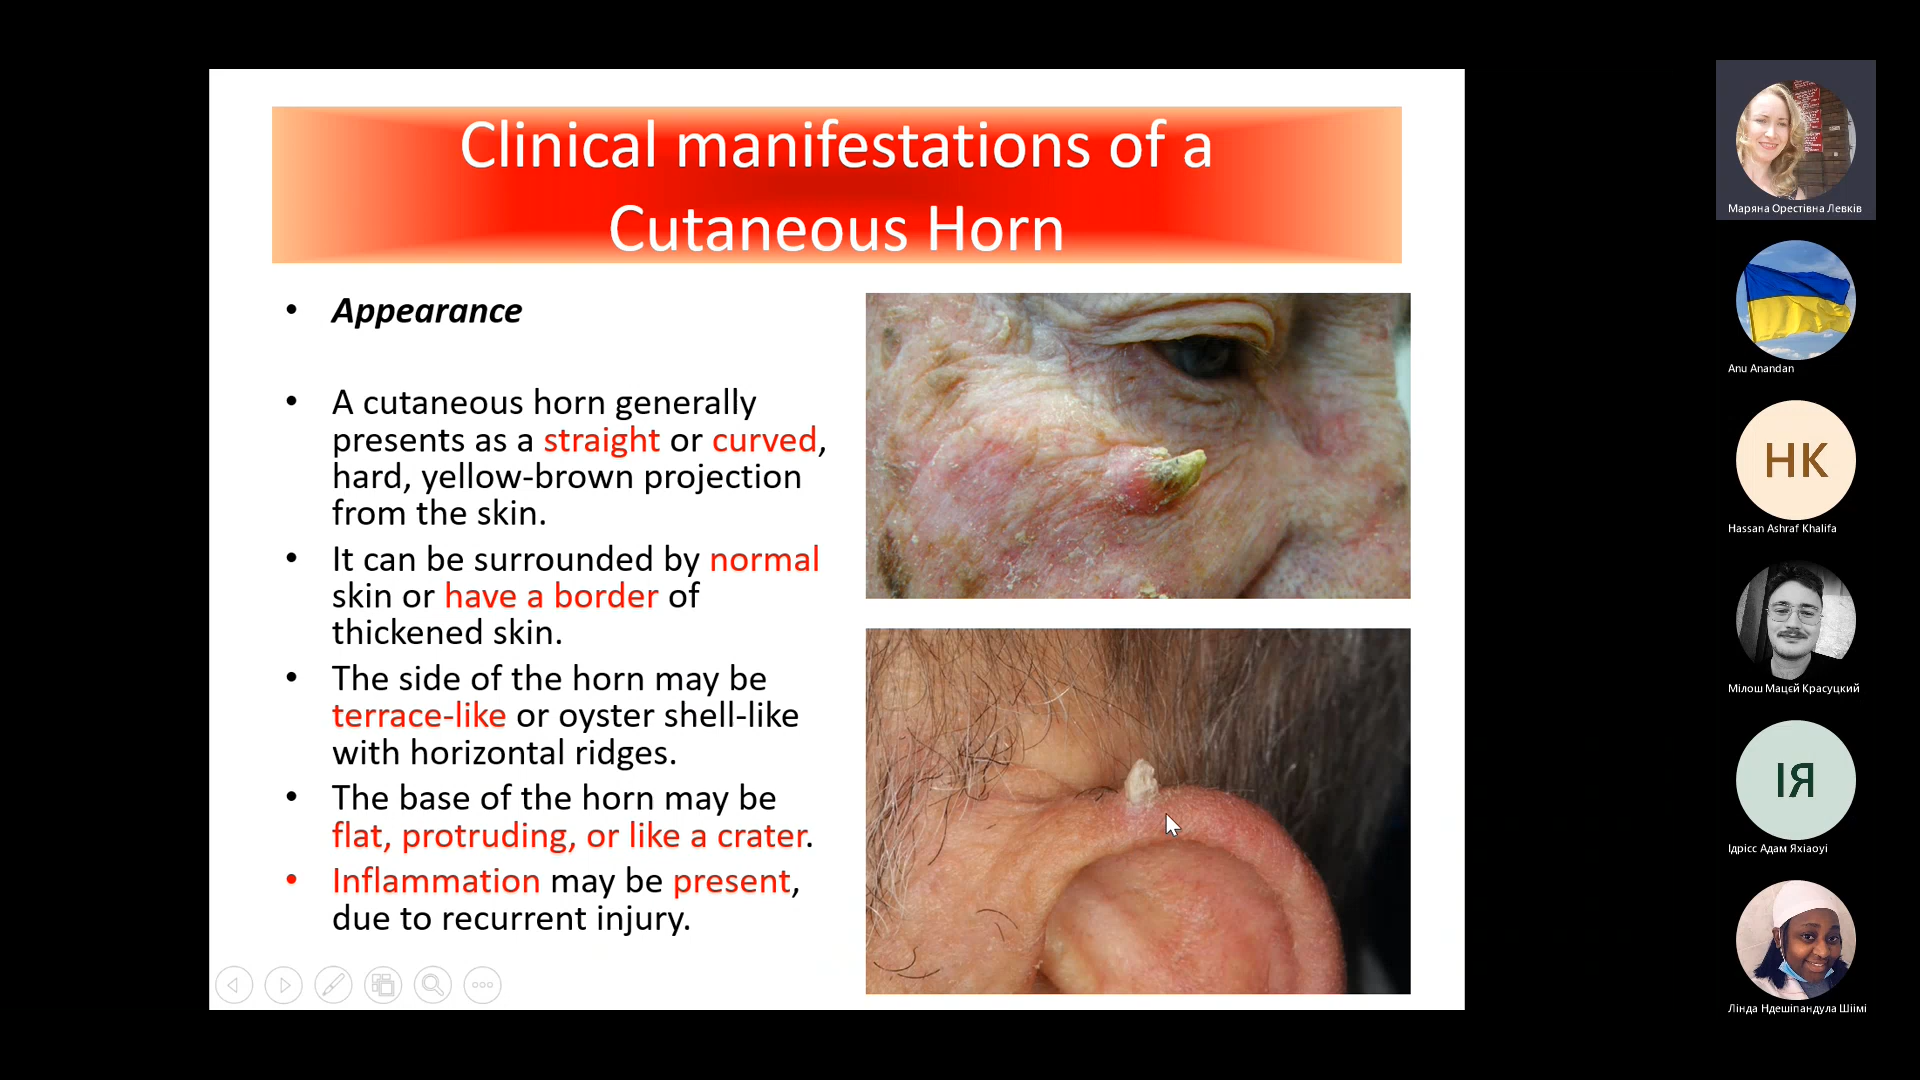 Clinical manifestations of a
Cutaneous Horn
• Appearance
• A cutaneous horn generally
presents as a straight or curved,
hard, yellow-brown projection
from the skin.
• It can be surrounded by normal
skin or have a border of
thickened skin.
• The side of the horn may be
terrace-like or oyster shell-like
with horizontal ridges.
• The base of the horn may be
flat, protruding, or like a crater.
• Inflammation may be present,
due to recurrent injury.
Маряна Орестівна Левків
Anu Anandan
НК
Hassan Ashraf Khalifa
Мілош Мацєй Красуцкий
ІЯ
Ідрісс Адам Яхіаоуі
Лінда Ндешіпандула Шіімі